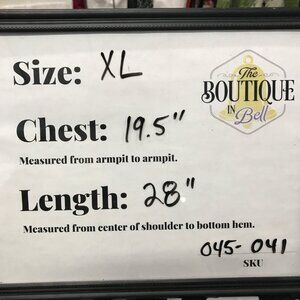 Size: XL
The
BOUTIQUE
IN
Bell
Chest: 19.5"
Measured from armpit to armpit.
Length: 28"
Measured from center of shoulder to bottom hem.
045-041
SKU